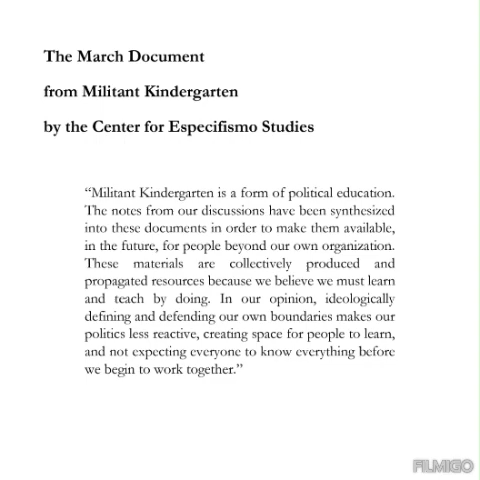 The March Document
from Militant Kindergarten
by the Center for Especifismo Studies
“Militant Kindergarten is a form of political education.
The notes from our discussions have been synthesized
into these documents in order to make them available,
in the future, for people beyond our own organization.
These materials are collectively produced and
propagated resources because we believe we must learn
and teach by doing. In our opinion, ideologically
defining and defending our own boundaries makes our
politics less reactive, creating space for people to learn,
and not expecting everyone to know everything before
we begin to work together.”
FILMIGO